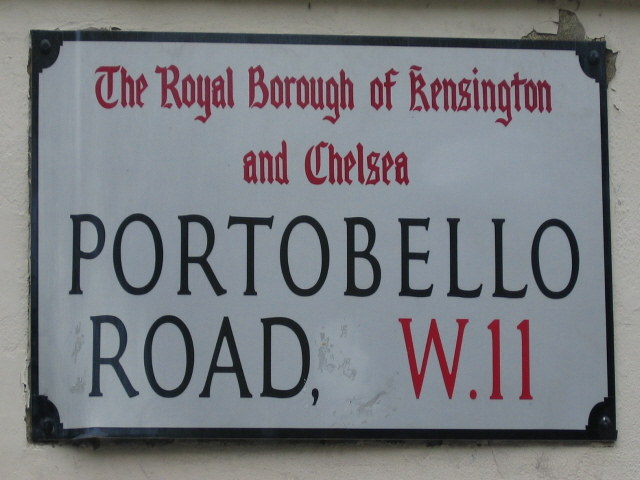 The Royal Borough of Kensington
and Chelsea
PORTOBELLO
ROAD, W.11